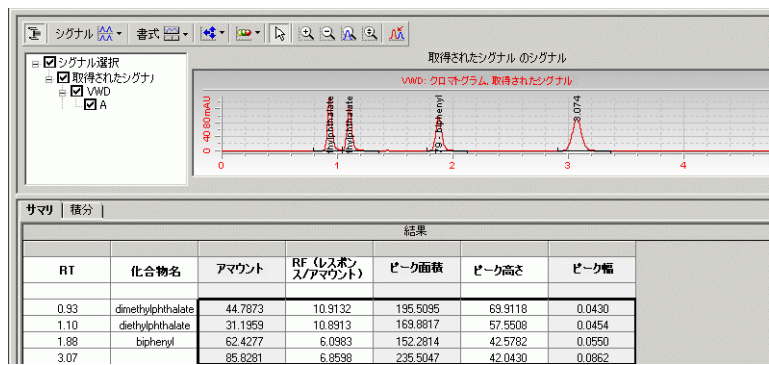 シグナル 書式
シグナル選択
取得されたシグナル
VWD
A
取得されたシグナル のシグナル
VWD: クロマトグラム, 取得されたシグナル
0 40 80 mAU
thylphthalate
thylphthalate
79 - biphenyl
3.074
0 1 2 3 4
サマリ 積分
結果
RT 化合物名 アマウント RF (レスポンス/アマウント) ピーク面積 ピーク高さ ピーク幅
0.93 dimethylphthalate 44.7873 10.9132 195.5095 69.9118 0.0430
1.10 diethylphthalate 31.1959 10.8913 169.8817 57.5508 0.0454
1.88 biphenyl 62.4277 6.0983 152.2814 42.5782 0.0550
3.07 85.8281 6.8598 235.5047 42.0430 0.0862